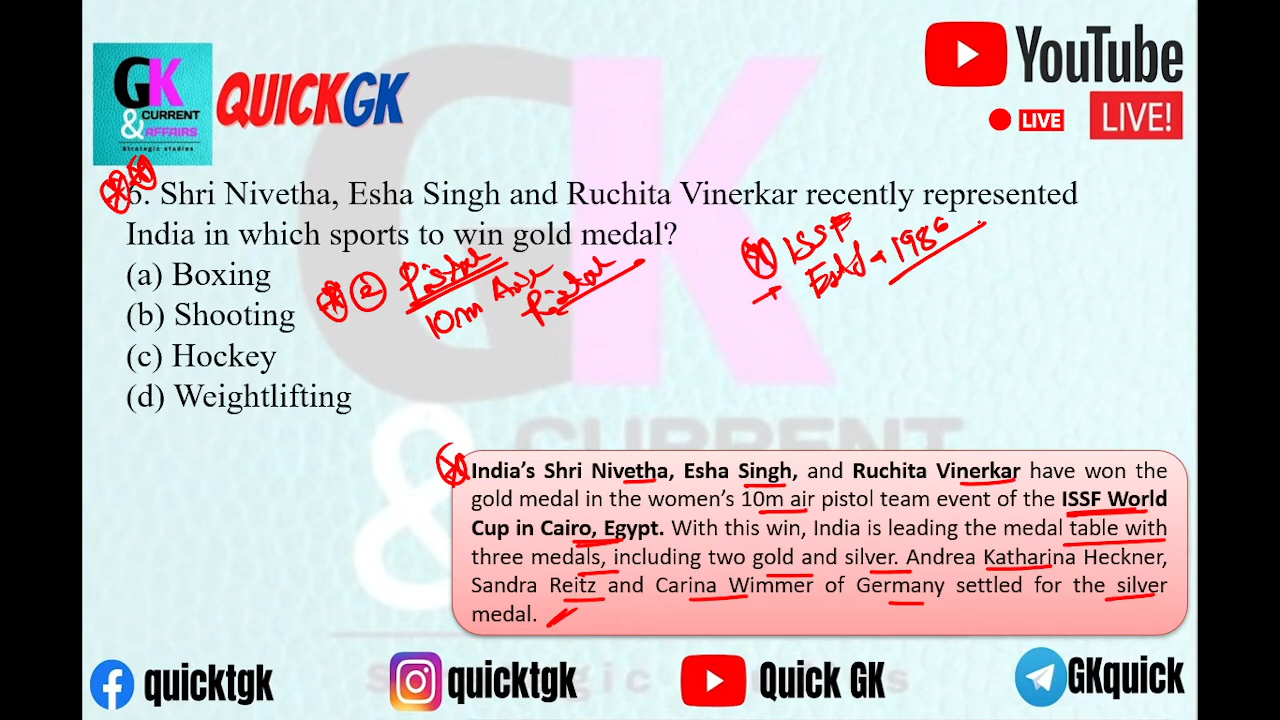 GK
CURRENT
& AFFAIRS
Strategic studies
QUICKGK
YouTube
LIVE
LIVE!
6. Shri Nivetha, Esha Singh and Ruchita Vinerkar recently represented
India in which sports to win gold medal?
(a) Boxing
(b) Shooting
(c) Hockey
(d) Weightlifting
2 Pistol
10m Air
Pistol
ISSF
→ Estd → 1986
GK
& CURRENT
India's Shri Nivetha, Esha Singh, and Ruchita Vinerkar have won the
gold medal in the women's 10m air pistol team event of the ISSF World
Cup in Cairo, Egypt. With this win, India is leading the medal table with
three medals, including two gold and silver. Andrea Katharina Heckner,
Sandra Reitz and Carina Wimmer of Germany settled for the silver
medal.
quicktgk
quicktgk
Quick GK
GKquick